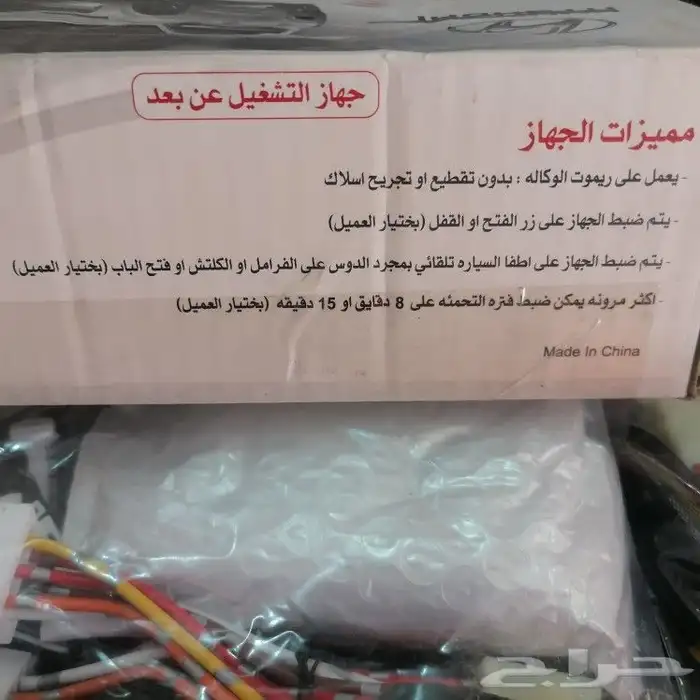 جهاز التشغيل عن بعد
مميزات الجهاز
- يعمل على ريموت الوكاله : بدون تقطيع او تجريح اسلاك
- يتم ضبط الجهاز على زر الفتح او القفل (بختيار العميل)
- يتم ضبط الجهاز على اطفا السياره تلقائي بمجرد الدوس على الفرامل او الكلتش او فتح الباب (بختيار العميل)
- اكثر مرونه يمكن ضبط فتره التحمئه على 8 دقايق او 15 دقيقه (بختيار العميل)
Made In China
حراج